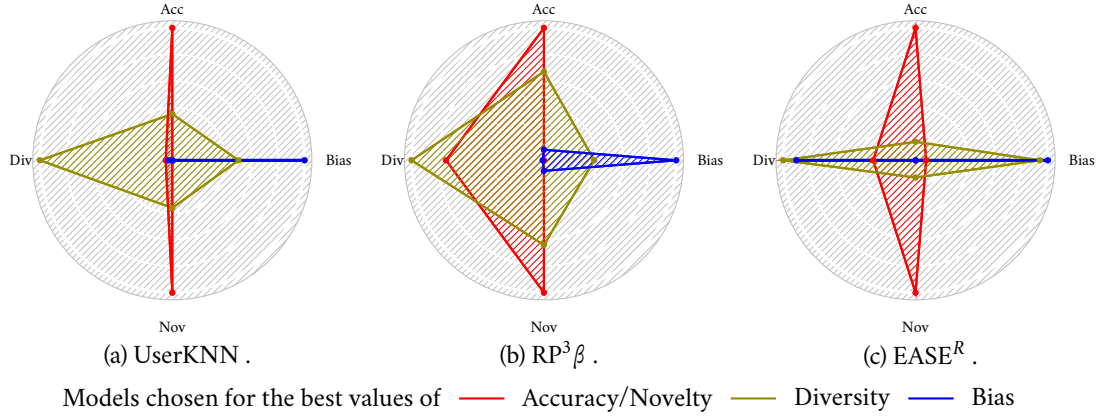 Acc
Div
Bias
Nov
(a) UserKNN .
Acc
Div
Bias
Nov
(b) RP³β .
Acc
Div
Bias
Nov
(c) EASE^R .
Models chosen for the best values of Accuracy/Novelty Diversity Bias